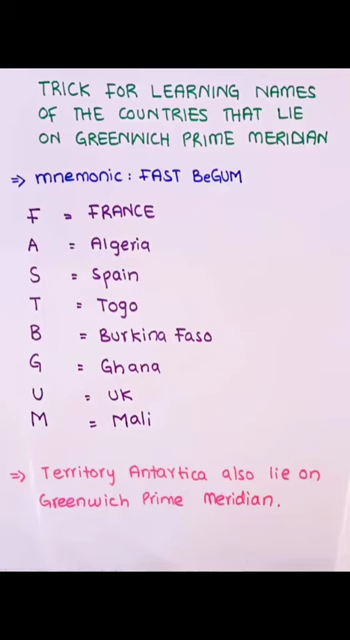 TRICK FOR LEARNING NAMES
OF THE COUNTRIES THAT LIE
ON GREENWICH PRIME MERIDIAN
⇒ mnemonic : FAST BeGUM
F = FRANCE
A = Algeria
S = Spain
T = Togo
B = Burkina Faso
G = Ghana
U = UK
M = Mali
⇒ Territory Antartica also lie on
Greenwich Prime Meridian.